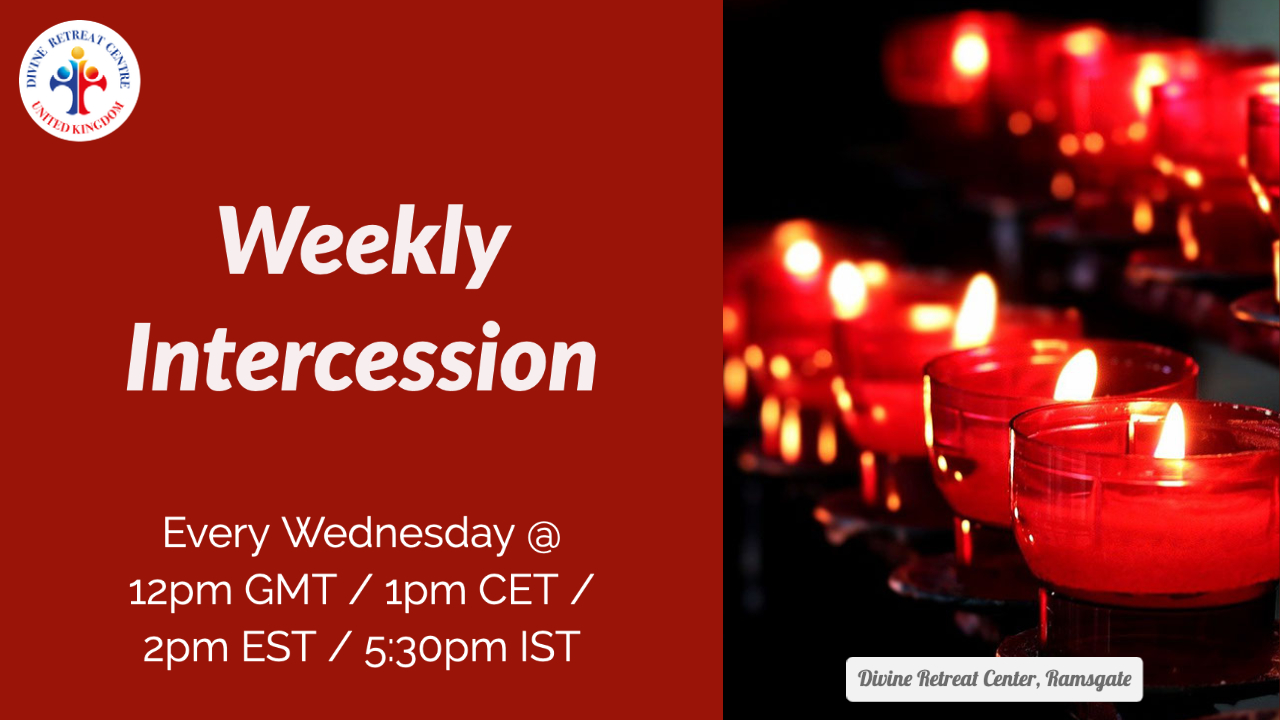 DIVINE RETREAT CENTRE
UNITED KINGDOM
Weekly
Intercession
Every Wednesday @
12pm GMT / 1pm CET /
2pm EST / 5:30pm IST
Divine Retreat Center, Ramsgate